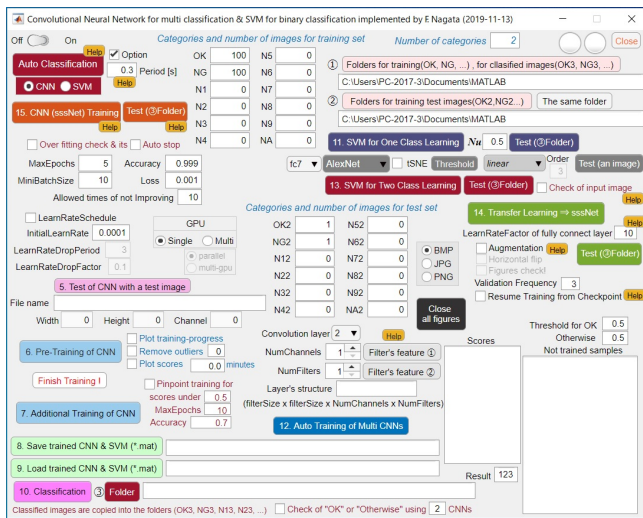 Convolutional Neural Network for multi classification & SVM for binary classification implemented by F. Nagata (2019-11-13)
Off On Categories and number of images for training set Number of categories 2 Close
Help Option OK 100 N5 0
Auto Classification 0.3 Period [s] NG 100 N6 0
CNN SVM Help N1 0 N7 0
① Folders for training(OK, NG, ...) , for cllasified images(OK3, NG3, ...)
C:\Users\PC-2017-3\Documents\MATLAB
② Folders for training test images(OK2,NG2...) The same folder
C:\Users\PC-2017-3\Documents\MATLAB
15. CNN (sssNet) Training Test (③Folder) N2 0 N8 0
Help Help N3 0 N9 0
Over fitting check & its Auto stop N4 0 NA 0
11. SVM for One Class Learning Nu 0.5 Test (③Folder)
MaxEpochs 5 Accuracy 0.999
fc7 AlexNet tSNE Threshold linear Order 3 Test (an image)
MiniBatchSize 10 Loss 0.001
13. SVM for Two Class Learning Test (③Folder) Check of input image
Allowed times of not Improving 10
Help
Categories and number of images for test set
14. Transfer Learning ⇒ sssNet Help
LearnRateSchedule
InitialLearnRate 0.0001
LearnRateDropPeriod 3
LearnRateDropFactor 0.1
GPU
Single Multi
parallel
multi-gpu
OK2 1 N52 0
NG2 1 N62 0
N12 0 N72 0
N22 0 N82 0
N32 0 N92 0
N42 0 NA2 0
BMP
JPG
PNG
Close all figures
LearnRateFactor of fully connect layer 10
Augmentation Help Test (③Folder)
Horizontal flip
Figures check!
Validation Frequency 3
Resume Training from Checkpoint Help
5. Test of CNN with a test image
File name
Width 0 Height 0 Channel 0
Threshold for OK 0.5
Otherwise 0.5
Scores Not trained samples
6. Pre-Training of CNN
Plot training-progress
Remove outliers 0
Plot scores 0.0 minutes
Convolution layer 2 Help
NumChannels 1 Filter's feature ①
NumFilters 1 Filter's feature ②
Layer's structure
(filterSize x filterSize x NumChannels x NumFilters)
Finish Training !
Pinpoint training for
scores under 0.5
MaxEpochs 10
Accuracy 0.7
7. Additional Training of CNN
12. Auto Training of Multi CNNs
8. Save trained CNN & SVM (*.mat)
9. Load trained CNN & SVM (*.mat)
Result 123
10. Classification ③ Folder
Classified images are copied into the folders (OK3, NG3, N13, N23, ...) Check of "OK" or "Otherwise" using 2 CNNs